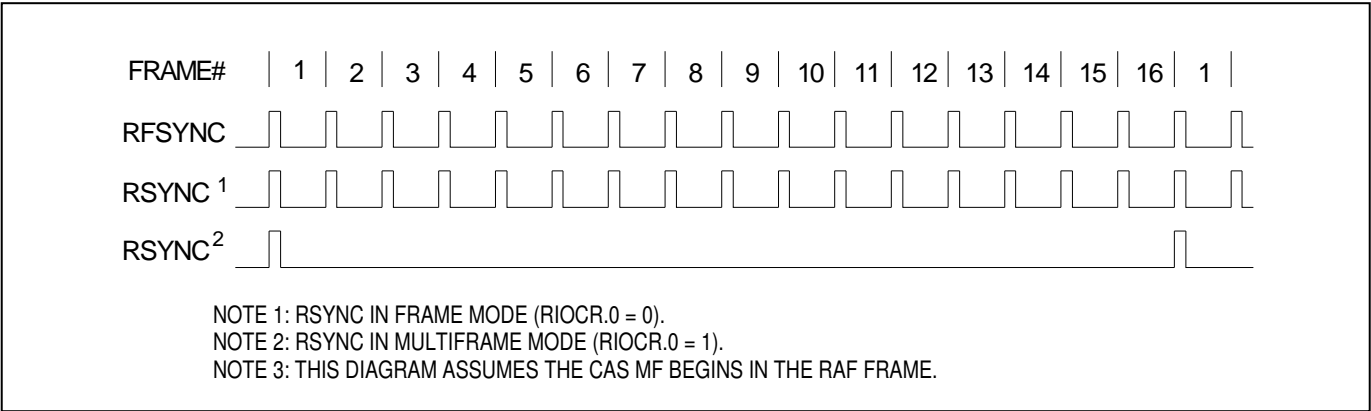 FRAME# 1 2 3 4 5 6 7 8 9 10 11 12 13 14 15 16 1
RFSYNC
RSYNC 1
RSYNC 2
NOTE 1: RSYNC IN FRAME MODE (RIOCR.0 = 0).
NOTE 2: RSYNC IN MULTIFRAME MODE (RIOCR.0 = 1).
NOTE 3: THIS DIAGRAM ASSUMES THE CAS MF BEGINS IN THE RAF FRAME.